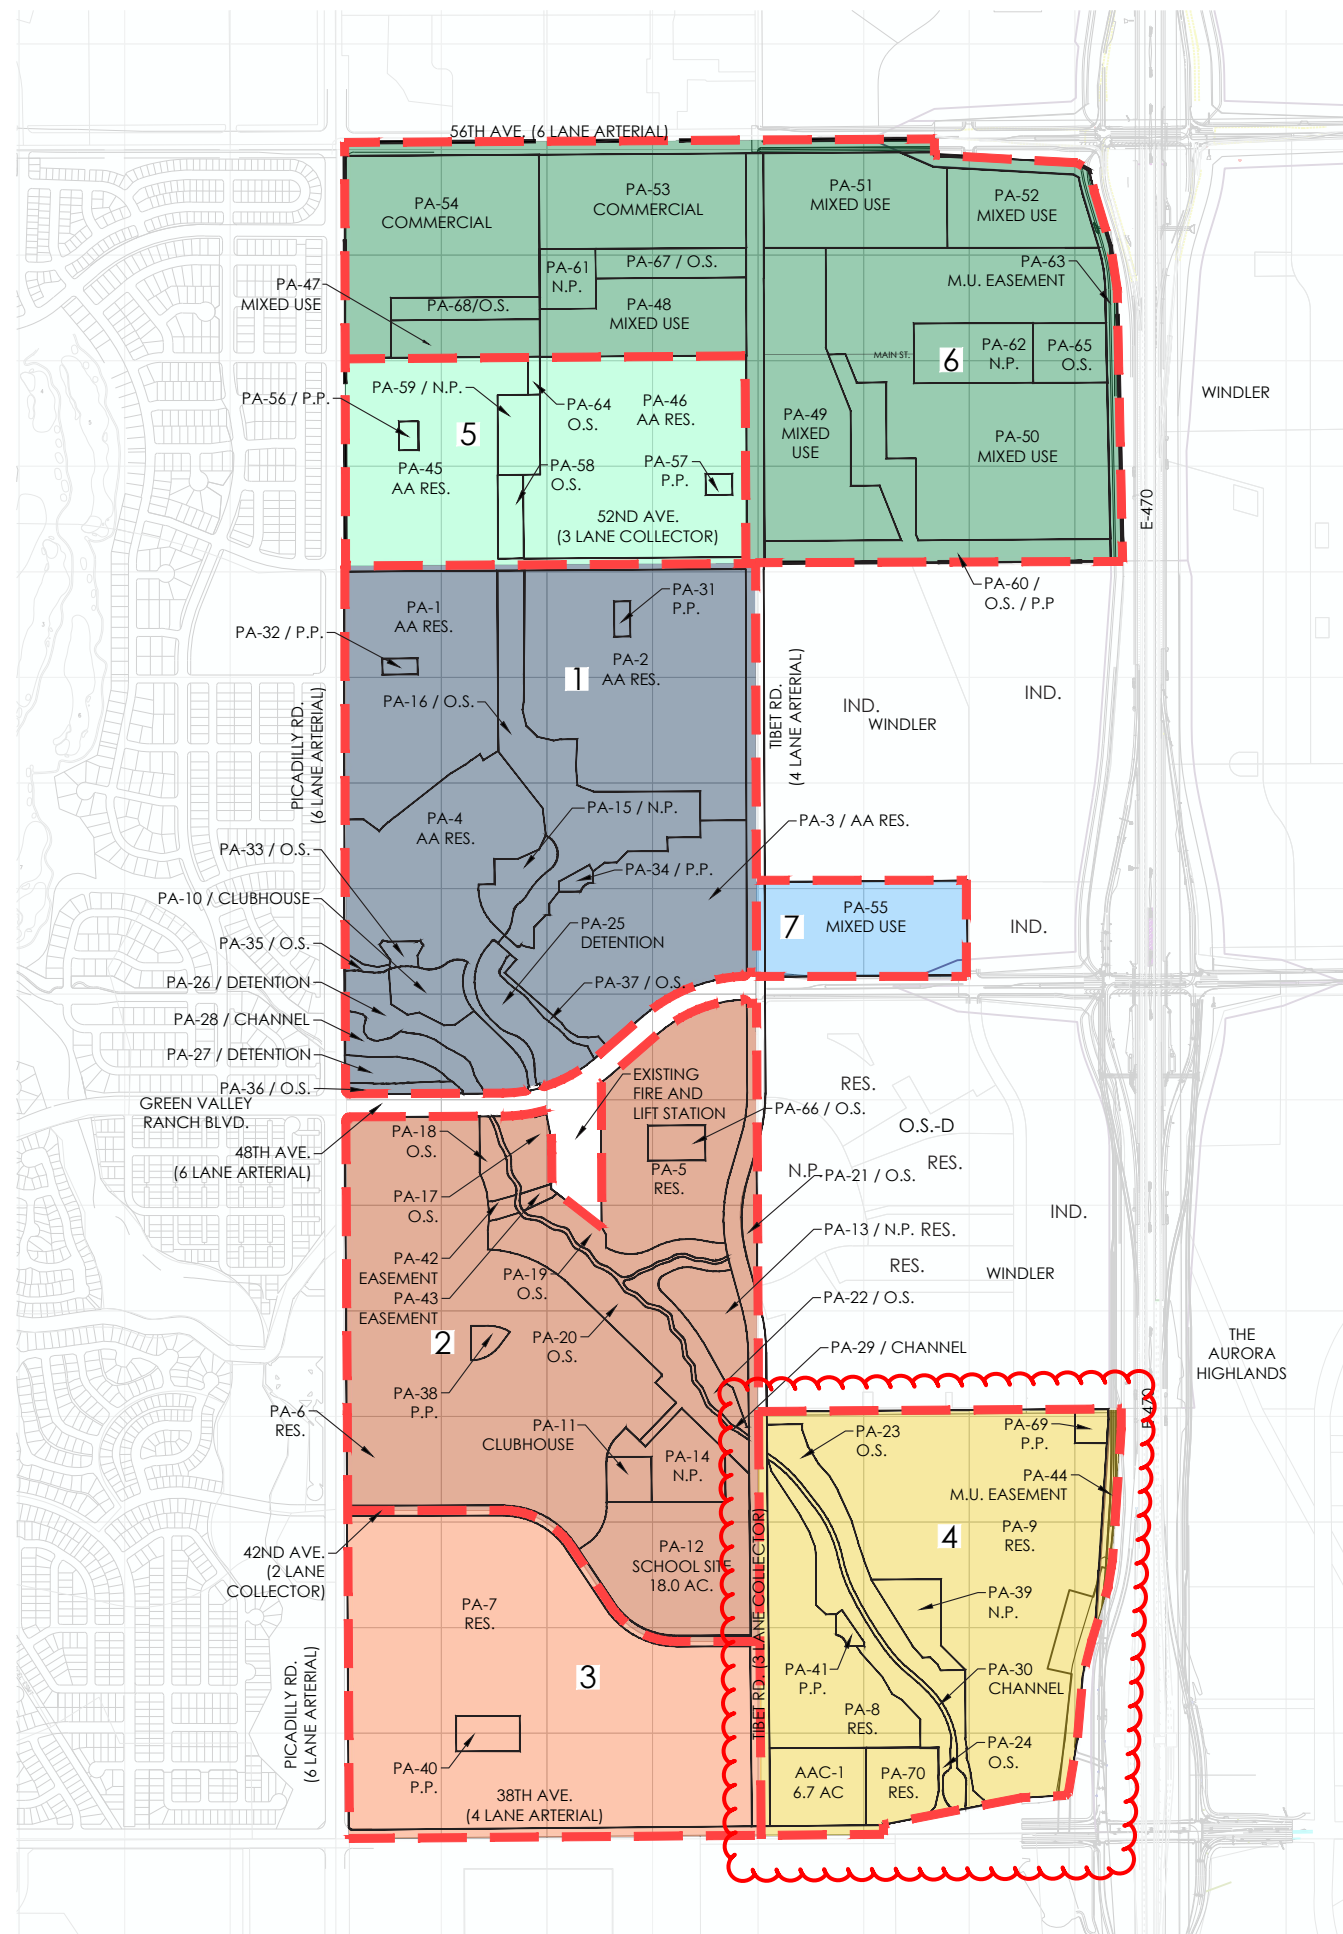 56TH AVE. (6 LANE ARTERIAL)
PA-54
COMMERCIAL
PA-53
COMMERCIAL
PA-51
MIXED USE
PA-52
MIXED USE
PA-47
MIXED USE
PA-68/O.S.
PA-61
N.P.
PA-67 / O.S.
PA-48
MIXED USE
PA-63
M.U. EASEMENT
MAIN ST.
6
PA-62
N.P.
PA-65
O.S.
WINDLER
PA-56 / P.P.
PA-59 / N.P.
PA-64
O.S.
PA-46
AA RES.
5
PA-45
AA RES.
PA-58
O.S.
PA-57
P.P.
PA-49
MIXED
USE
PA-50
MIXED USE
52ND AVE.
(3 LANE COLLECTOR)
E-470
PA-60 /
O.S. / P.P
PA-1
AA RES.
PA-31
P.P.
PA-32 / P.P.
PA-2
AA RES.
1
PA-16 / O.S.
PICADILLY RD.
(6 LANE ARTERIAL)
TIBET RD.
(4 LANE ARTERIAL)
IND.
IND.
WINDLER
PA-4
AA RES.
PA-15 / N.P.
PA-3 / AA RES.
PA-33 / O.S.
PA-34 / P.P.
PA-10 / CLUBHOUSE
PA-35 / O.S.
PA-25
DETENTION
7
PA-55
MIXED USE
IND.
PA-26 / DETENTION
PA-37 / O.S.
PA-28 / CHANNEL
PA-27 / DETENTION
PA-36 / O.S.
GREEN VALLEY
RANCH BLVD.
48TH AVE.
(6 LANE ARTERIAL)
EXISTING
FIRE AND
LIFT STATION
PA-66 / O.S.
RES.
O.S.-D
RES.
PA-18
O.S.
PA-5
RES.
N.P.
PA-21 / O.S.
PA-17
O.S.
IND.
PA-13 / N.P.
RES.
PA-42
EASEMENT
PA-19
O.S.
RES.
WINDLER
PA-43
EASEMENT
PA-22 / O.S.
2
PA-20
O.S.
PA-29 / CHANNEL
THE
AURORA
HIGHLANDS
PA-38
P.P.
PA-6
RES.
PA-11
CLUBHOUSE
PA-14
N.P.
PA-23
O.S.
PA-69
P.P.
E-470
PA-44
M.U. EASEMENT
4
PA-9
RES.
42ND AVE.
(2 LANE
COLLECTOR)
PA-12
SCHOOL SITE
18.0 AC.
TIBET RD. (3 LANE COLLECTOR)
PA-7
RES.
PA-39
N.P.
3
PA-41
P.P.
PA-30
CHANNEL
PICADILLY RD.
(6 LANE ARTERIAL)
PA-8
RES.
PA-24
O.S.
PA-40
P.P.
AAC-1
6.7 AC
PA-70
RES.
38TH AVE.
(4 LANE ARTERIAL)